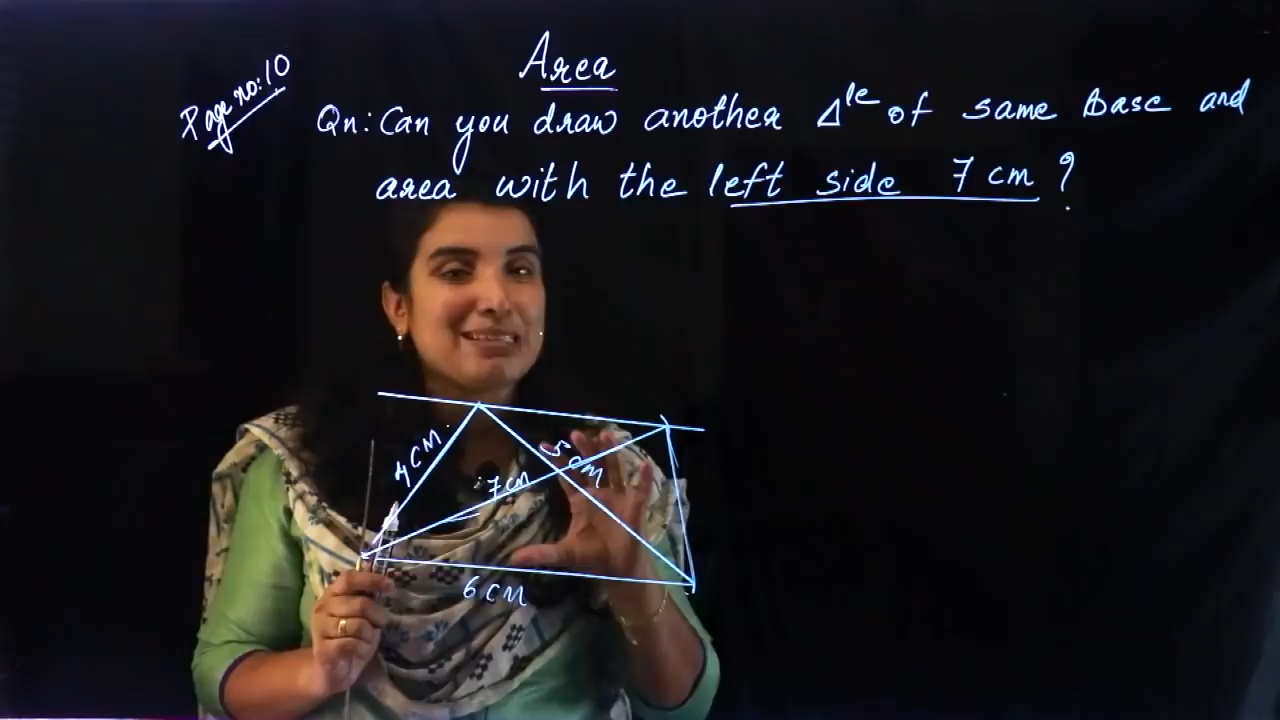 Area
Page no:10
Qn: Can you draw another Δle of same base and
area with the left side 7 cm ?
4 CM
5 cm
7 cm
6 CM